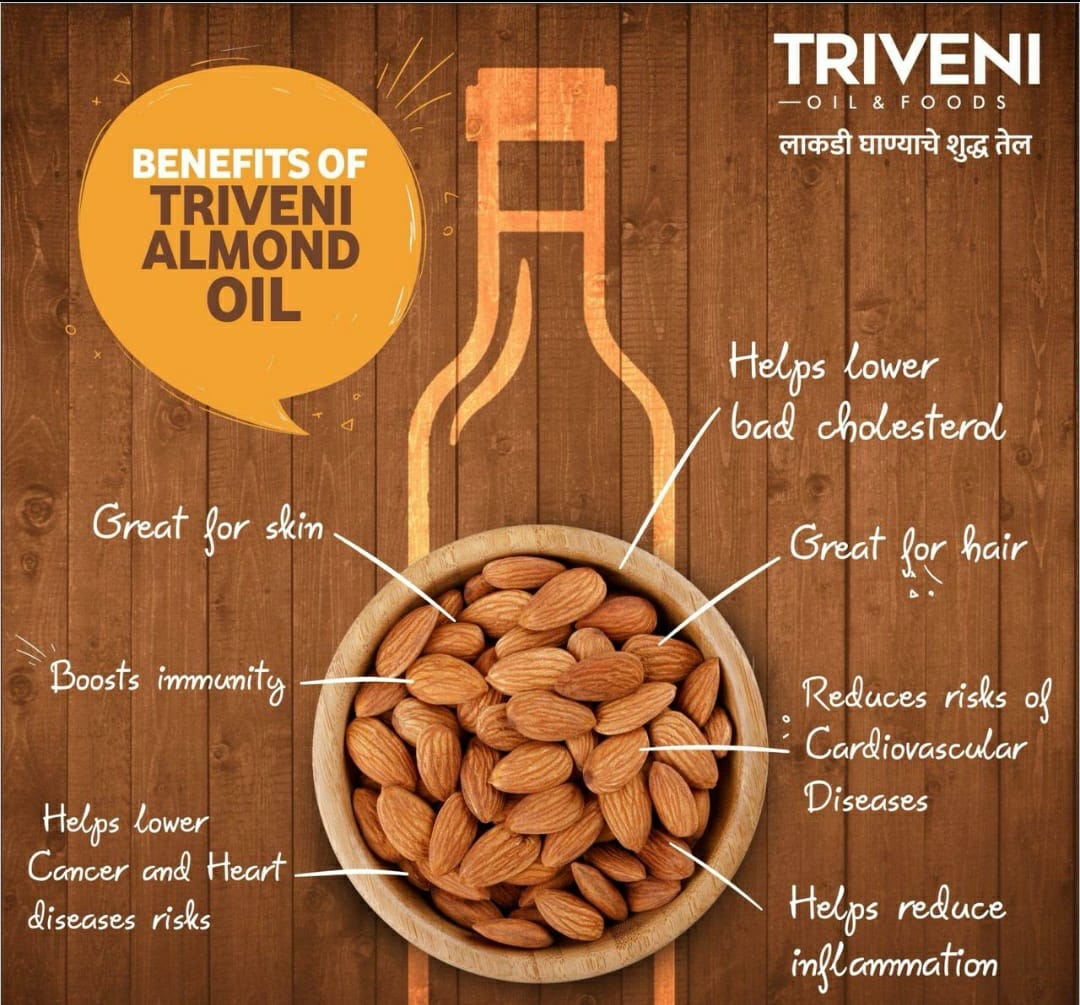 TRIVENI
OIL & FOODS
लाकडी घाण्याचे शुद्ध तेल
BENEFITS OF
TRIVENI
ALMOND
OIL
Helps lower
bad cholesterol
Great for skin
Great for hair
Boosts immunity
Reduces risks of
Cardiovascular
Diseases
Helps lower
Cancer and Heart
diseases risks
Helps reduce
inflammation